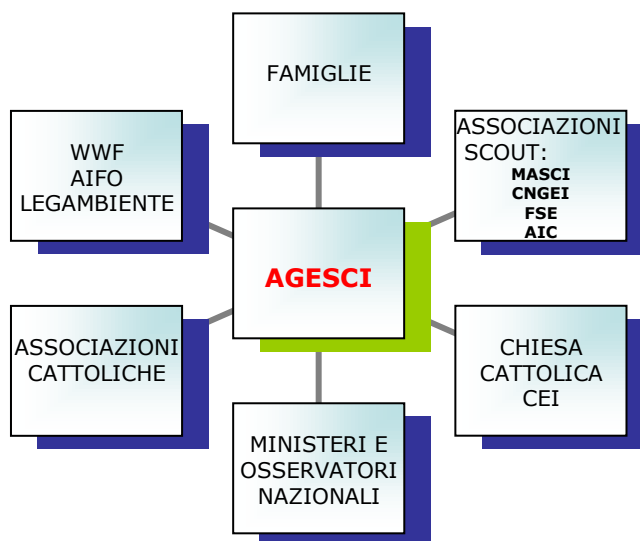 FAMIGLIE
WWF
AIFO
LEGAMBIENTE
ASSOCIAZIONI
SCOUT:
MASCI
CNGEI
FSE
AIC
AGESCI
ASSOCIAZIONI
CATTOLICHE
CHIESA
CATTOLICA
CEI
MINISTERI E
OSSERVATORI
NAZIONALI